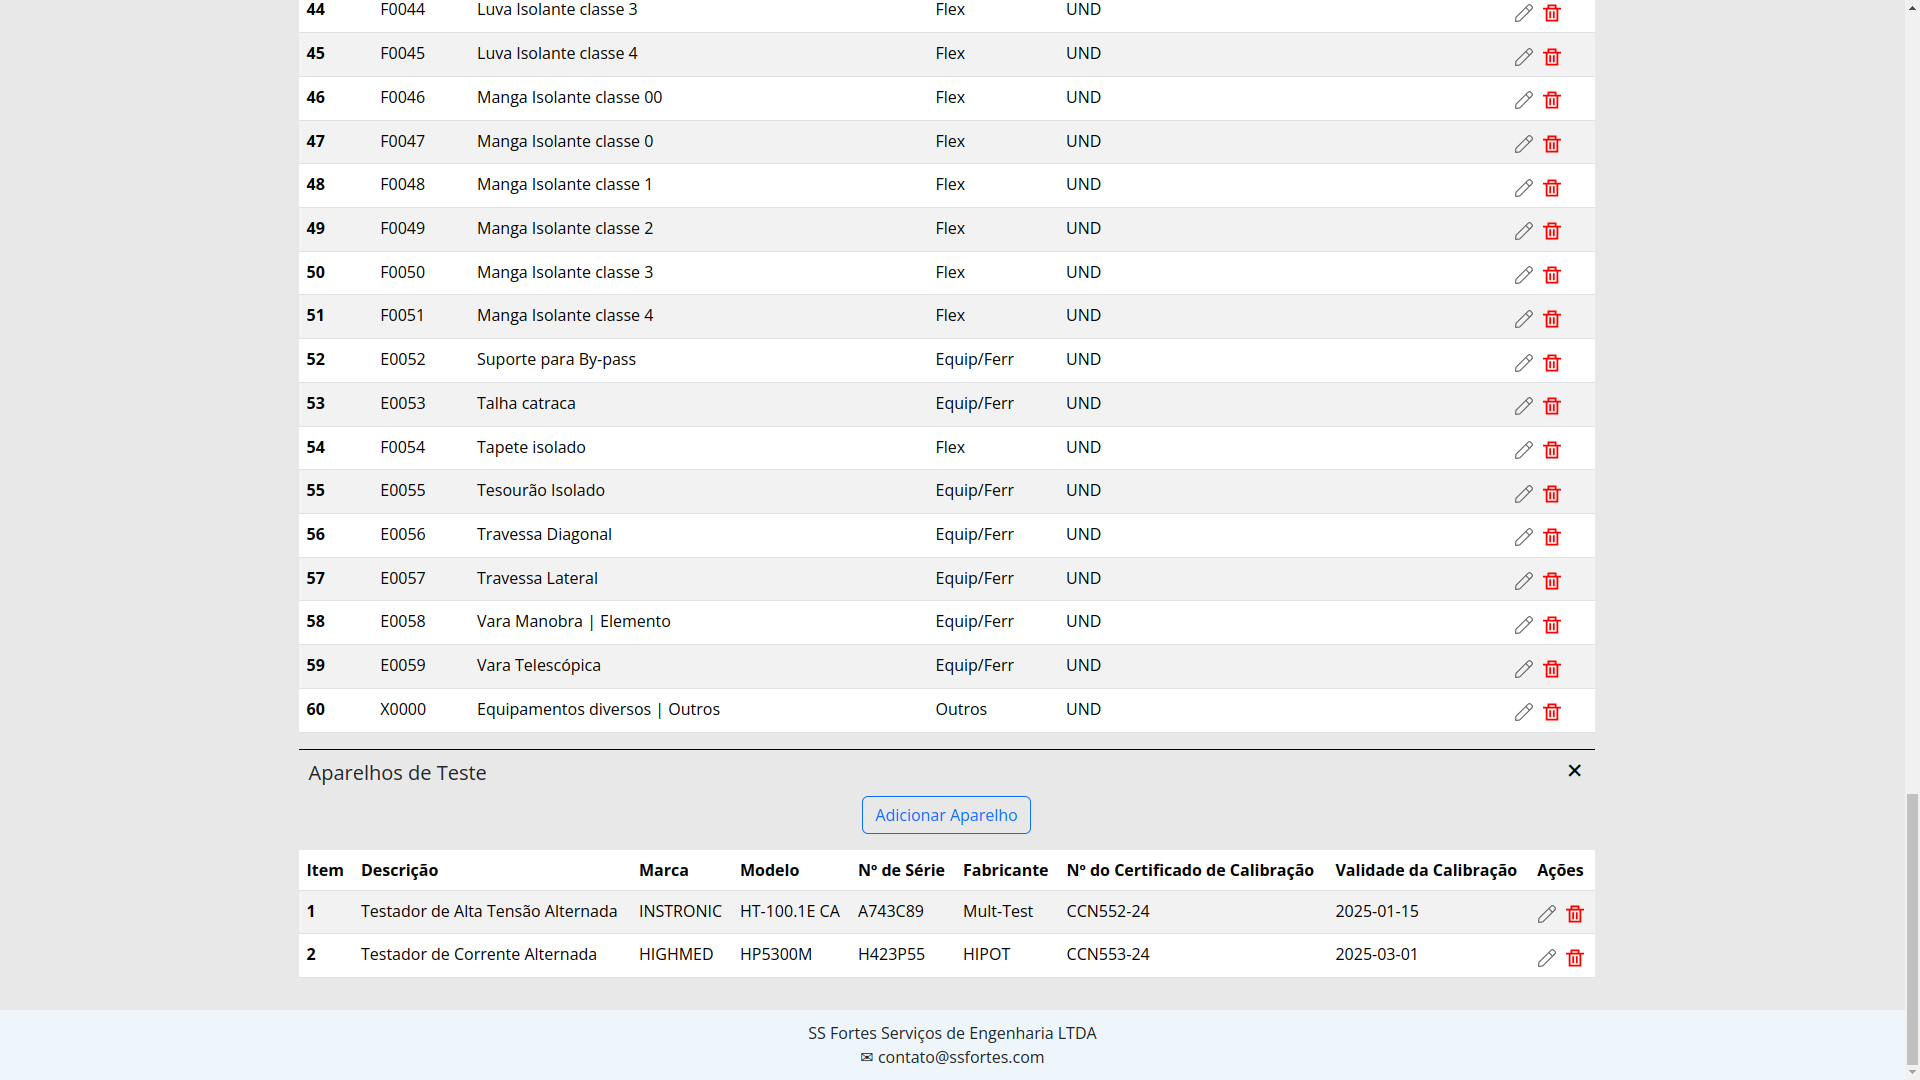 44 F0044 Luva Isolante classe 3 Flex UND
45 F0045 Luva Isolante classe 4 Flex UND
46 F0046 Manga Isolante classe 00 Flex UND
47 F0047 Manga Isolante classe 0 Flex UND
48 F0048 Manga Isolante classe 1 Flex UND
49 F0049 Manga Isolante classe 2 Flex UND
50 F0050 Manga Isolante classe 3 Flex UND
51 F0051 Manga Isolante classe 4 Flex UND
52 E0052 Suporte para By-pass Equip/Ferr UND
53 E0053 Talha catraca Equip/Ferr UND
54 F0054 Tapete isolado Flex UND
55 E0055 Tesourão Isolado Equip/Ferr UND
56 E0056 Travessa Diagonal Equip/Ferr UND
57 E0057 Travessa Lateral Equip/Ferr UND
58 E0058 Vara Manobra | Elemento Equip/Ferr UND
59 E0059 Vara Telescópica Equip/Ferr UND
60 X0000 Equipamentos diversos | Outros Outros UND
Aparelhos de Teste
Adicionar Aparelho
Item Descrição Marca Modelo Nº de Série Fabricante Nº do Certificado de Calibração Validade da Calibração Ações
1 Testador de Alta Tensão Alternada INSTRONIC HT-100.1E CA A743C89 Mult-Test CCN552-24 2025-01-15
2 Testador de Corrente Alternada HIGHMED HP5300M H423P55 HIPOT CCN553-24 2025-03-01
SS Fortes Serviços de Engenharia LTDA
✉ contato@ssfortes.com